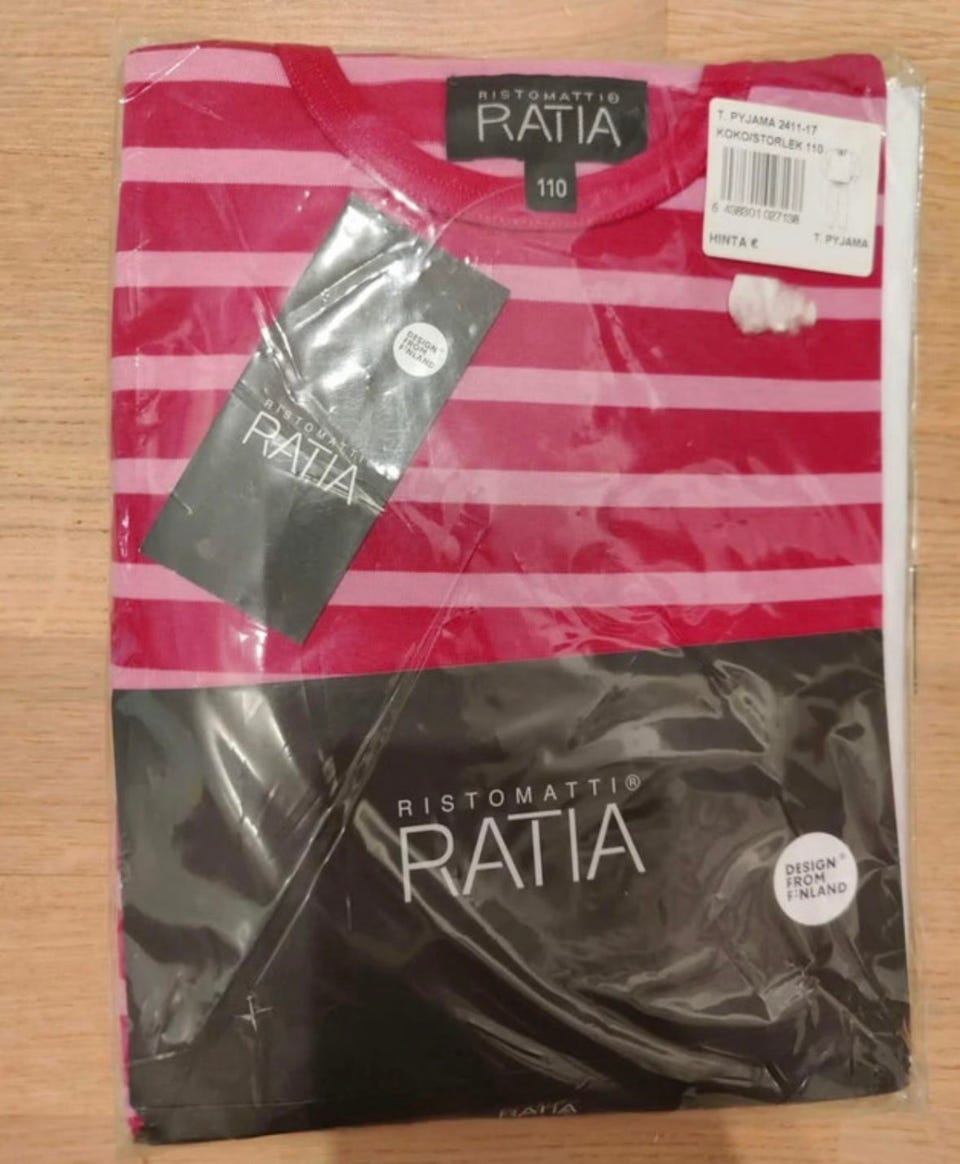 RISTOMATTI®
RATIA
110
T. PYJAMA 2411-17
KOKO/STORLEK 110
6 438301 027138
HINTA € T. PYJAMA
DESIGN
FROM
FINLAND
RISTOMATTI
RATIA
RISTOMATTI®
RATIA
DESIGN®
FROM
FINLAND
RATIA